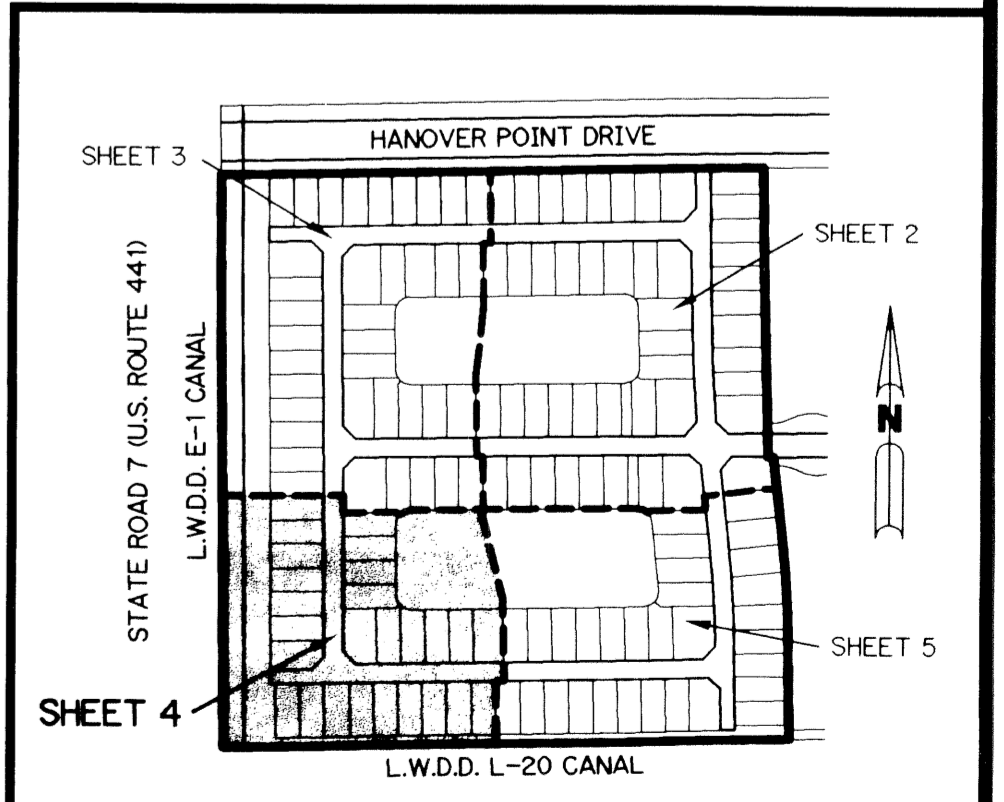 HANOVER POINT DRIVE
SHEET 3
SHEET 2
STATE ROAD 7 (U.S. ROUTE 441)
L.W.D.D. E-1 CANAL
N
SHEET 5
SHEET 4
L.W.D.D. L-20 CANAL